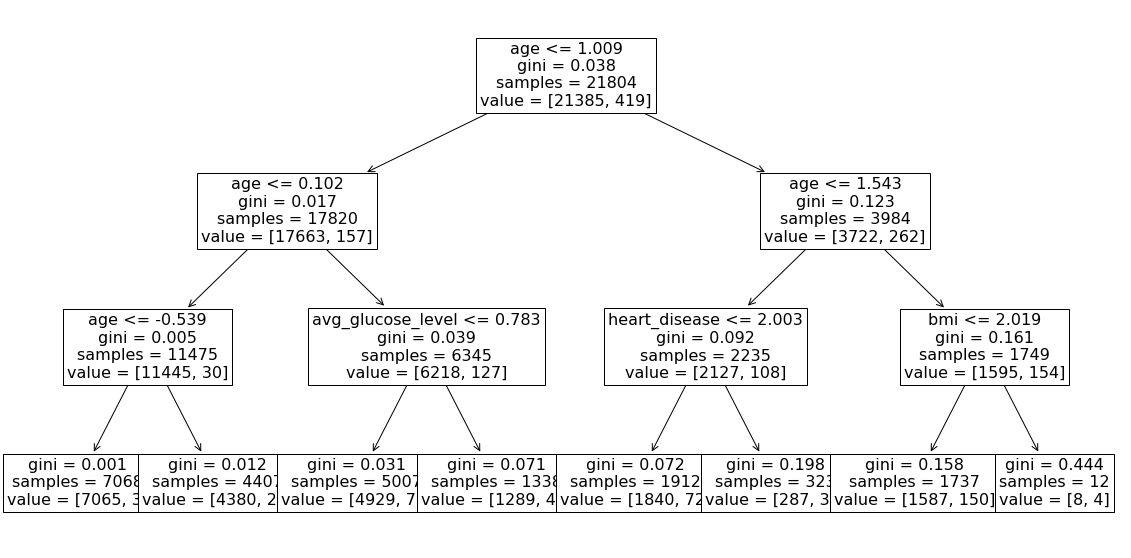 age <= 1.009
gini = 0.038
samples = 21804
value = [21385, 419]
age <= 0.102
gini = 0.017
samples = 17820
value = [17663, 157]
age <= 1.543
gini = 0.123
samples = 3984
value = [3722, 262]
age <= -0.539
gini = 0.005
samples = 11475
value = [11445, 30]
avg_glucose_level <= 0.783
gini = 0.039
samples = 6345
value = [6218, 127]
heart_disease <= 2.003
gini = 0.092
samples = 2235
value = [2127, 108]
bmi <= 2.019
gini = 0.161
samples = 1749
value = [1595, 154]
gini = 0.001
samples = 7068
value = [7065, 3
gini = 0.012
samples = 4407
value = [4380, 2
gini = 0.031
samples = 5007
value = [4929, 7
gini = 0.071
samples = 1338
value = [1289, 4
gini = 0.072
samples = 1912
value = [1840, 72
gini = 0.198
samples = 323
value = [287, 3
gini = 0.158
samples = 1737
value = [1587, 150]
gini = 0.444
samples = 12
value = [8, 4]